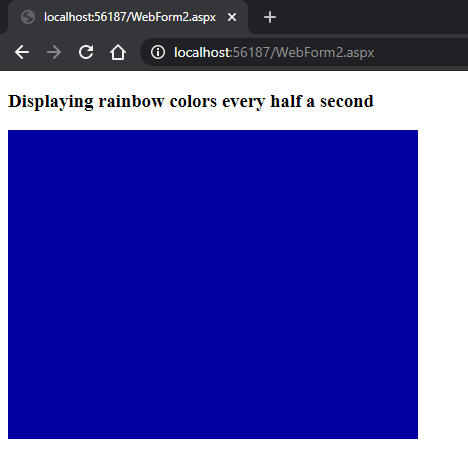 localhost:56187/WebForm2.aspx
localhost:56187/WebForm2.aspx
Displaying rainbow colors every half a second